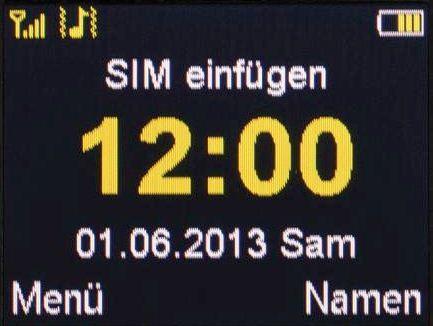 SIM einfügen
12:00
01.06.2013 Sam
Menü Namen